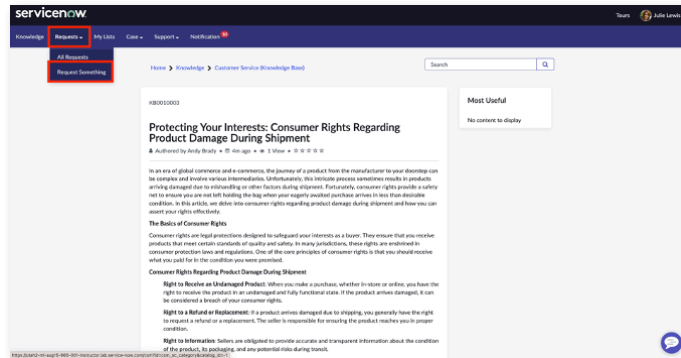 servicenow.
Tours Julie Lewis
Knowledge Requests My Lists Case Support Notification
All Requests
Request Something
Home > Knowledge > Customer Service (Knowledge Base)
Search
KB0010003
Most Useful
No content to display
Protecting Your Interests: Consumer Rights Regarding
Product Damage During Shipment
Authored by Andy Brady • 4m ago • 1 View •
In an era of global commerce and e-commerce, the journey of a product from the manufacturer to your doorstep can
be complex and involve various intermediaries. Unfortunately, this intricate process sometimes results in products
arriving damaged due to mishandling or other factors during shipment. Fortunately, consumer rights provide a safety
net to ensure you are not left holding the bag when your eagerly awaited purchase arrives in less than desirable
condition. In this article, we delve into consumer rights regarding product damage during shipment and how you can
assert your rights effectively.
The Basics of Consumer Rights
Consumer rights are legal protections designed to safeguard your interests as a buyer. They ensure that you receive
products that meet certain standards of quality and safety. In many jurisdictions, these rights are enshrined in
consumer protection laws and regulations. One of the core principles of consumer rights is that you should receive
what you paid for in the condition you were promised.
Consumer Rights Regarding Product Damage During Shipment
Right to Receive an Undamaged Product: When you make a purchase, whether in-store or online, you have the
right to receive the product in an undamaged and fully functional state. If the product arrives damaged, it can
be considered a breach of your consumer rights.
Right to a Refund or Replacement: If a product arrives damaged due to shipping, you generally have the right
to request a refund or a replacement. The seller is responsible for ensuring the product reaches you in proper
condition.
Right to Information: Sellers are obligated to provide accurate and transparent information about the condition
of the product, its packaging, and any potential risks during transit.